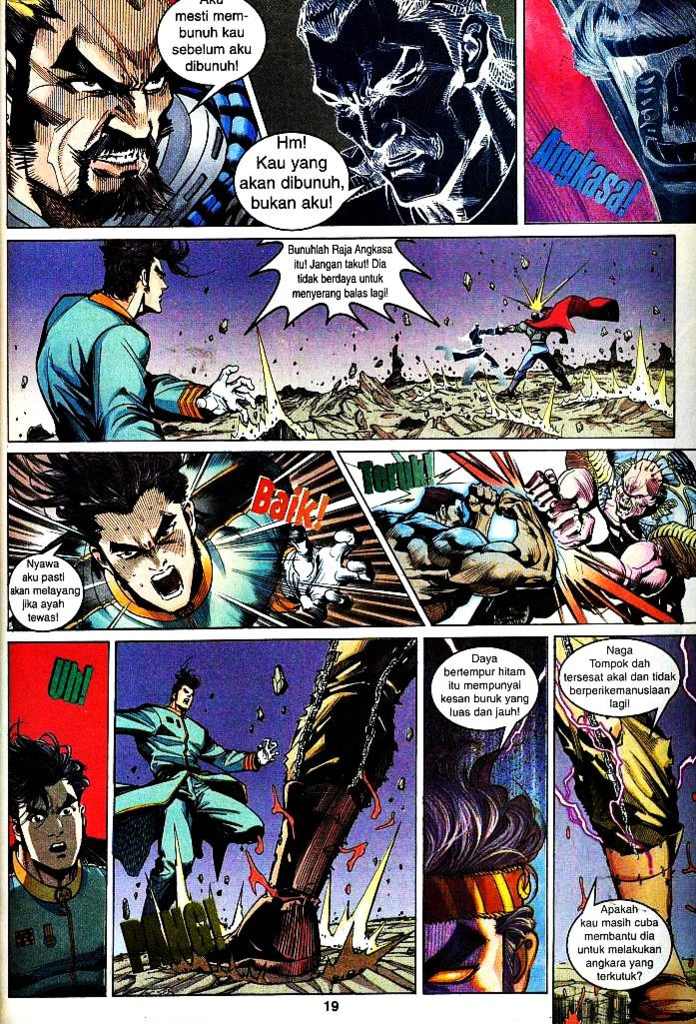 Aku
mesti mem-
bunuh kau
sebelum aku
dibunuh!
Hm!
Kau yang
akan dibunuh,
bukan aku!
Angkasa!
Bunuhlah Raja Angkasa
itu! Jangan takut! Dia
tidak berdaya untuk
menyerang balas lagi!
Nyawa
aku pasti
akan melayang
jika ayah
tewas!
Baik!
Teruk!
Uh!
PANGG!
Daya
bertempur hitam
itu mempunyai
kesan buruk yang
luas dan jauh!
Naga
Tompok dah
tersesat akal dan tidak
berperikemanusiaan
lagi!
Apakah
kau masih cuba
membantu dia
untuk melakukan
angkara yang
terkutuk?
19